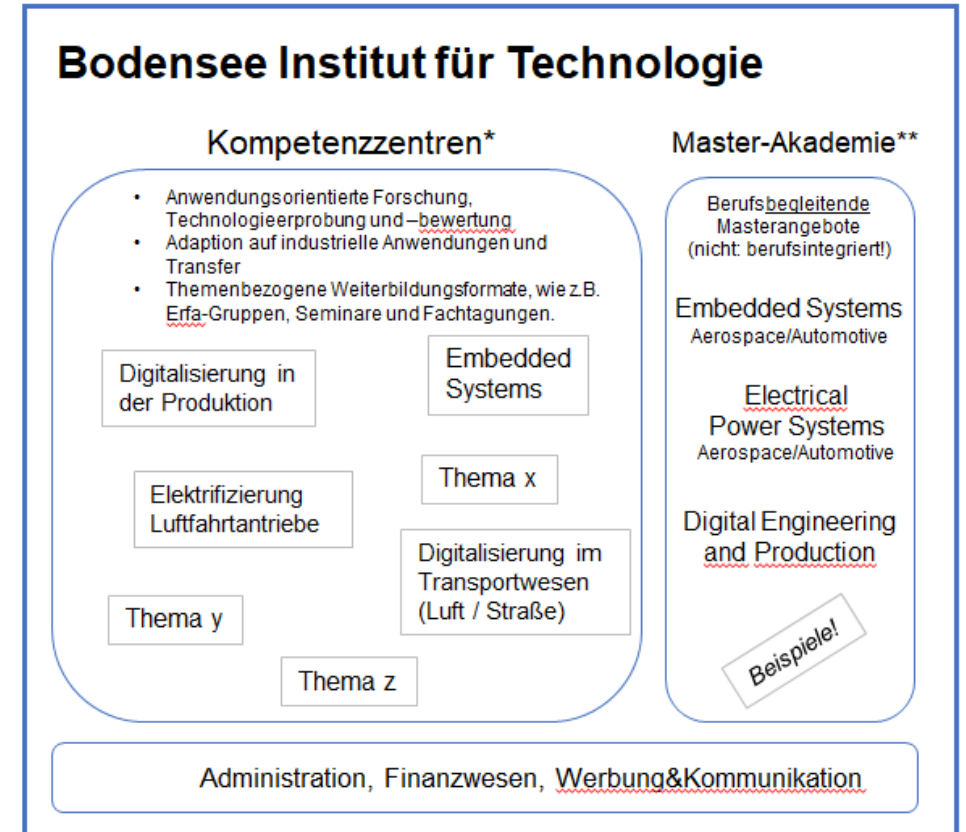 Bodensee Institut für Technologie
Kompetenzzentren*
• Anwendungsorientierte Forschung,
Technologieerprobung und –bewertung
• Adaption auf industrielle Anwendungen und
Transfer
• Themenbezogene Weiterbildungsformate, wie z.B.
Erfa-Gruppen, Seminare und Fachtagungen.
Digitalisierung in
der Produktion
Embedded
Systems
Elektrifizierung
Luftfahrtantriebe
Thema x
Digitalisierung im
Transportwesen
(Luft / Straße)
Thema y
Thema z
Master-Akademie**
Berufsbegleitende
Masterangebote
(nicht: berufsintegriert!)
Embedded Systems
Aerospace/Automotive
Electrical
Power Systems
Aerospace/Automotive
Digital Engineering
and Production
Beispiele!
Administration, Finanzwesen, Werbung&Kommunikation